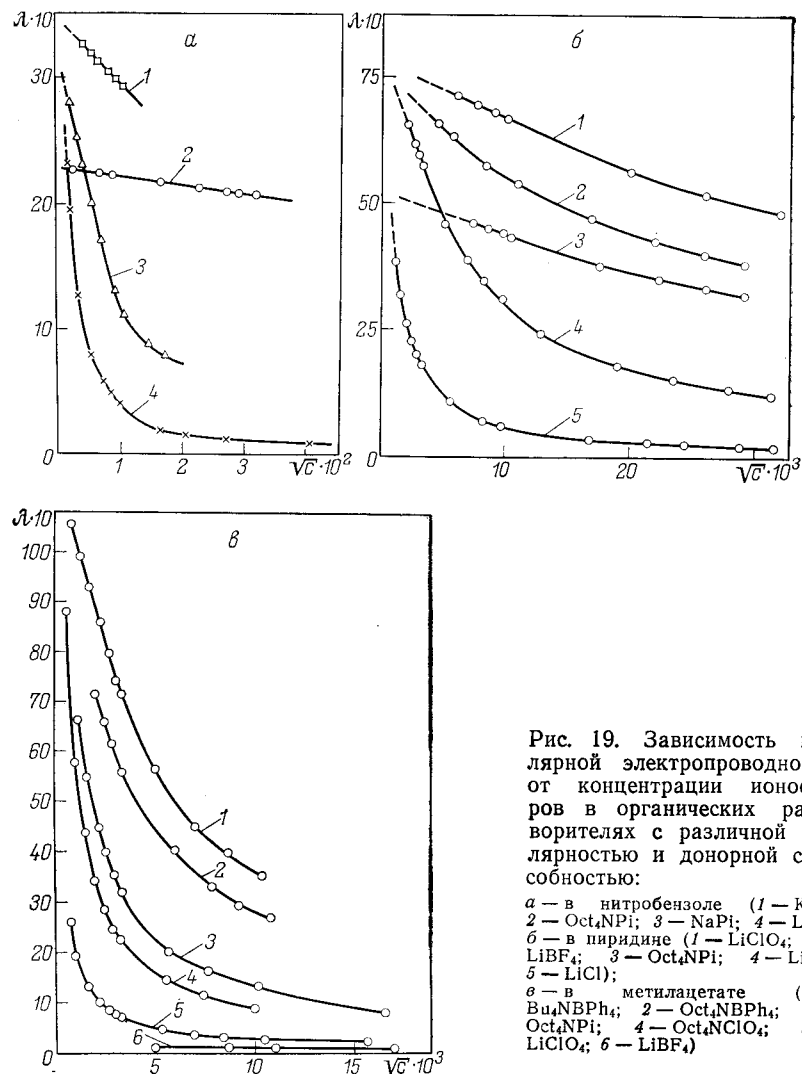 λ·10
а
30
20
10
0
1
2
3
4
1
2
3
√c·10²
λ·10
б
75
50
25
0
1
2
3
4
5
10
20
√c·10³
λ·10
в
100
90
80
70
60
50
40
30
20
10
0
1
2
3
4
5
6
5
10
15
√c·10³
Рис. 19. Зависимость
лярной электропроводно
от концентрации ионо
ров в органических ра
ворителях с различной
лярностью и донорной с
собностью:
а — в нитробензоле (1 — K
2 — Oct₄NPi; 3 — NaPi; 4 — L
б — в пиридине (1 — LiClO₄;
LiBF₄; 3 — Oct₄NPi; 4 — Li
5 — LiCl);
в — в метилацетате (
Bu₄NBPh₄; 2 — Oct₄NBPh₄;
Oct₄NPi; 4 — Oct₄NClO₄;
LiClO₄; 6 — LiBF₄)